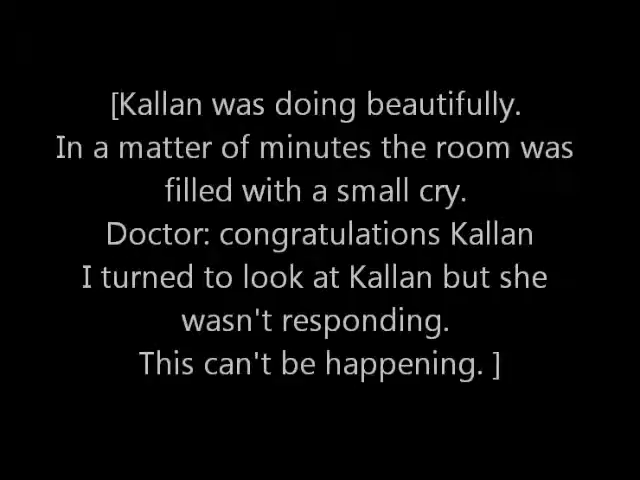 [Kallan was doing beautifully.
In a matter of minutes the room was
filled with a small cry.
Doctor: congratulations Kallan
I turned to look at Kallan but she
wasn't responding.
This can't be happening. ]